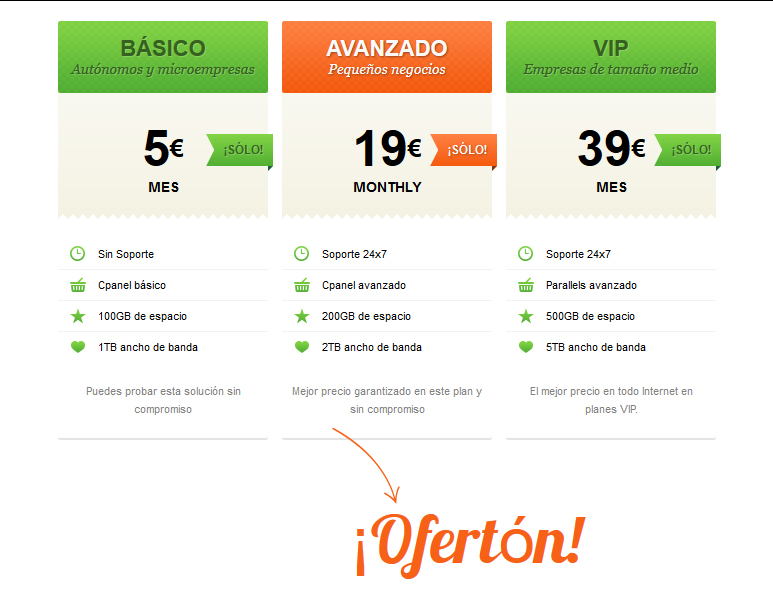 BÁSICO
Autónomos y microempresas
5€
¡SÓLO!
MES
Sin Soporte
Cpanel básico
100GB de espacio
1TB ancho de banda
Puedes probar esta solución sin
compromiso
AVANZADO
Pequeños negocios
19€
¡SÓLO!
MONTHLY
Soporte 24x7
Cpanel avanzado
200GB de espacio
2TB ancho de banda
Mejor precio garantizado en este plan y
sin compromiso
VIP
Empresas de tamaño medio
39€
¡SÓLO!
MES
Soporte 24x7
Parallels avanzado
500GB de espacio
5TB ancho de banda
El mejor precio en todo Internet en
planes VIP.
¡Ofertón!